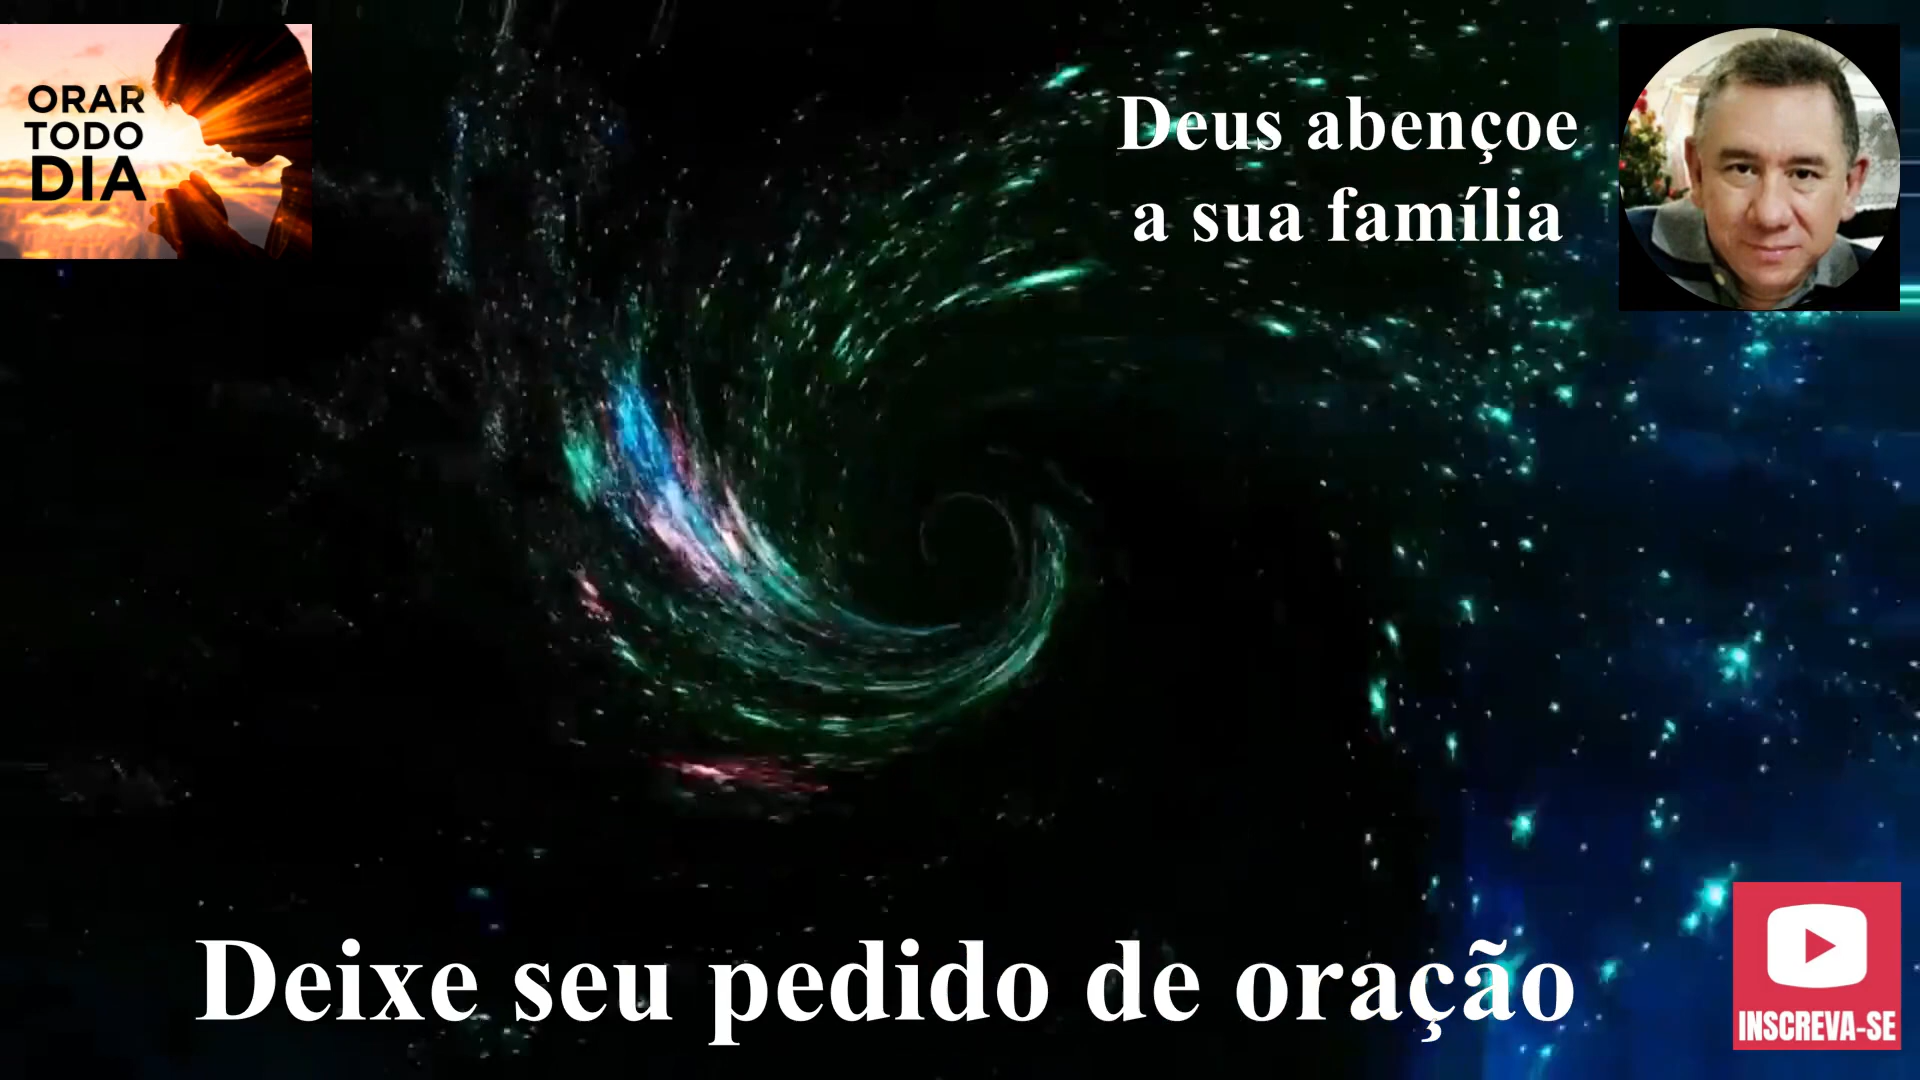 ORAR
TODO
DIA
Deus abençoe
a sua família
Deixe seu pedido de oração
INSCREVA-SE